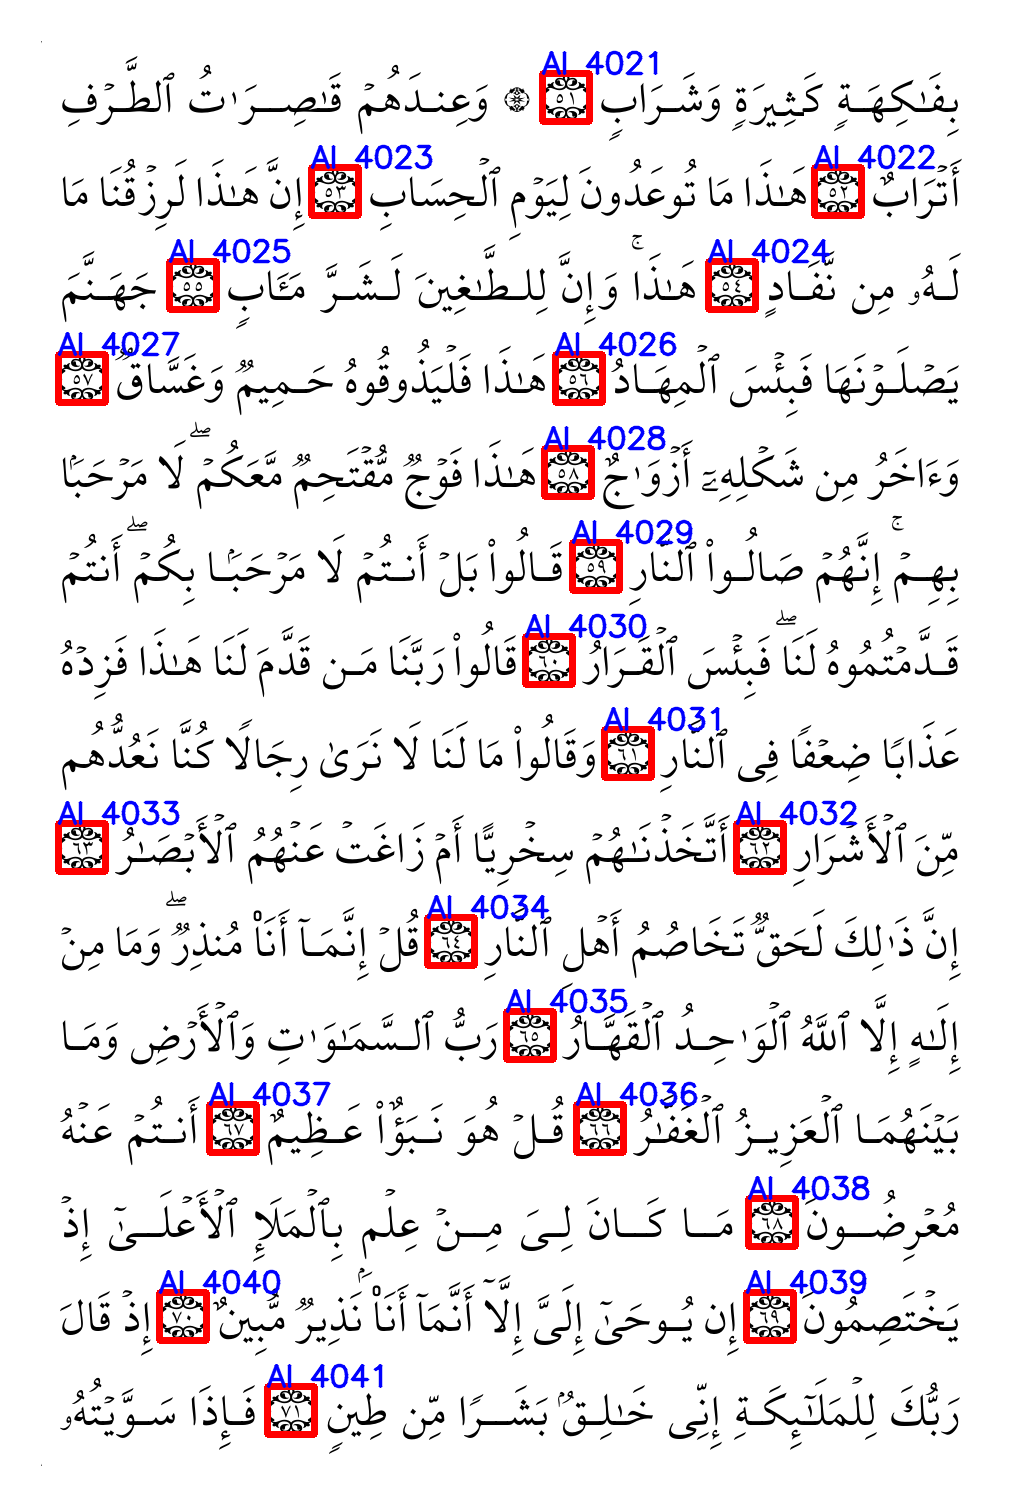 AI 4021
بِفَٰكِهَةٍ كَثِيرَةٍ وَشَرَابٍ ٥١ ۞ وَعِندَهُمْ قَٰصِرَٰتُ ٱلطَّرْفِ
AI 4023 AI 4022
أَتْرَابٌ ٥٢ هَٰذَا مَا تُوعَدُونَ لِيَوْمِ ٱلْحِسَابِ ٥٣ إِنَّ هَٰذَا لَرِزْقُنَا مَا
AI 4025 AI 4024
لَهُۥ مِن نَّفَادٍ ٥٤ هَٰذَا ۚ وَإِنَّ لِلطَّٰغِينَ لَشَرَّ مَـَٔابٍ ٥٥ جَهَنَّمَ
AI 4027 AI 4026
يَصْلَوْنَهَا فَبِئْسَ ٱلْمِهَادُ ٥٦ هَٰذَا فَلْيَذُوقُوهُ حَمِيمٌ وَغَسَّاقٌ ٥٧
AI 4028
وَءَاخَرُ مِن شَكْلِهِۦٓ أَزْوَٰجٌ ٥٨ هَٰذَا فَوْجٌ مُّقْتَحِمٌ مَّعَكُمْ ۖ لَا مَرْحَبًۢا
AI 4029
بِهِمْ ۚ إِنَّهُمْ صَالُوا۟ ٱلنَّارِ ٥٩ قَالُوا۟ بَلْ أَنتُمْ لَا مَرْحَبًۢا بِكُمْ ۖ أَنتُمْ
AI 4030
قَدَّمْتُمُوهُ لَنَا ۖ فَبِئْسَ ٱلْقَرَارُ ٦٠ قَالُوا۟ رَبَّنَا مَن قَدَّمَ لَنَا هَٰذَا فَزِدْهُ
AI 4031
عَذَابًا ضِعْفًا فِى ٱلنَّارِ ٦١ وَقَالُوا۟ مَا لَنَا لَا نَرَىٰ رِجَالًا كُنَّا نَعُدُّهُم
AI 4033 AI 4032
مِّنَ ٱلْأَشْرَارِ ٦٢ أَتَّخَذْنَٰهُمْ سِخْرِيًّا أَمْ زَاغَتْ عَنْهُمُ ٱلْأَبْصَٰرُ ٦٣
AI 4034
إِنَّ ذَٰلِكَ لَحَقٌّ تَخَاصُمُ أَهْلِ ٱلنَّارِ ٦٤ قُلْ إِنَّمَآ أَنَا۠ مُنذِرٌ ۖ وَمَا مِنْ
AI 4035
إِلَٰهٍ إِلَّا ٱللَّهُ ٱلْوَٰحِدُ ٱلْقَهَّارُ ٦٥ رَبُّ ٱلسَّمَٰوَٰتِ وَٱلْأَرْضِ وَمَا
AI 4037 AI 4036
بَيْنَهُمَا ٱلْعَزِيزُ ٱلْغَفَّٰرُ ٦٦ قُلْ هُوَ نَبَؤٌا۟ عَظِيمٌ ٦٧ أَنتُمْ عَنْهُ
AI 4038
مُعْرِضُونَ ٦٨ مَا كَانَ لِىَ مِنْ عِلْمٍۭ بِٱلْمَلَإِ ٱلْأَعْلَىٰٓ إِذْ
AI 4040 AI 4039
يَخْتَصِمُونَ ٦٩ إِن يُوحَىٰٓ إِلَىَّ إِلَّآ أَنَّمَآ أَنَا۠ نَذِيرٌ مُّبِينٌ ٧٠ إِذْ قَالَ
AI 4041
رَبُّكَ لِلْمَلَٰٓئِكَةِ إِنِّى خَٰلِقٌۢ بَشَرًا مِّن طِينٍ ٧١ فَإِذَا سَوَّيْتُهُۥ